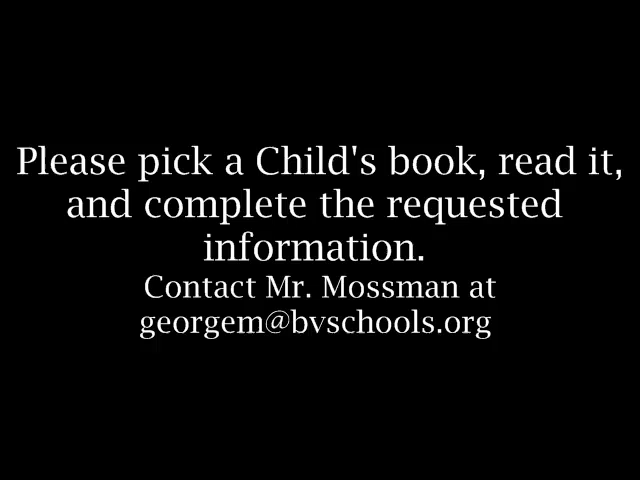 Please pick a Child's book, read it,
and complete the requested
information.
Contact Mr. Mossman at
georgem@bvschools.org